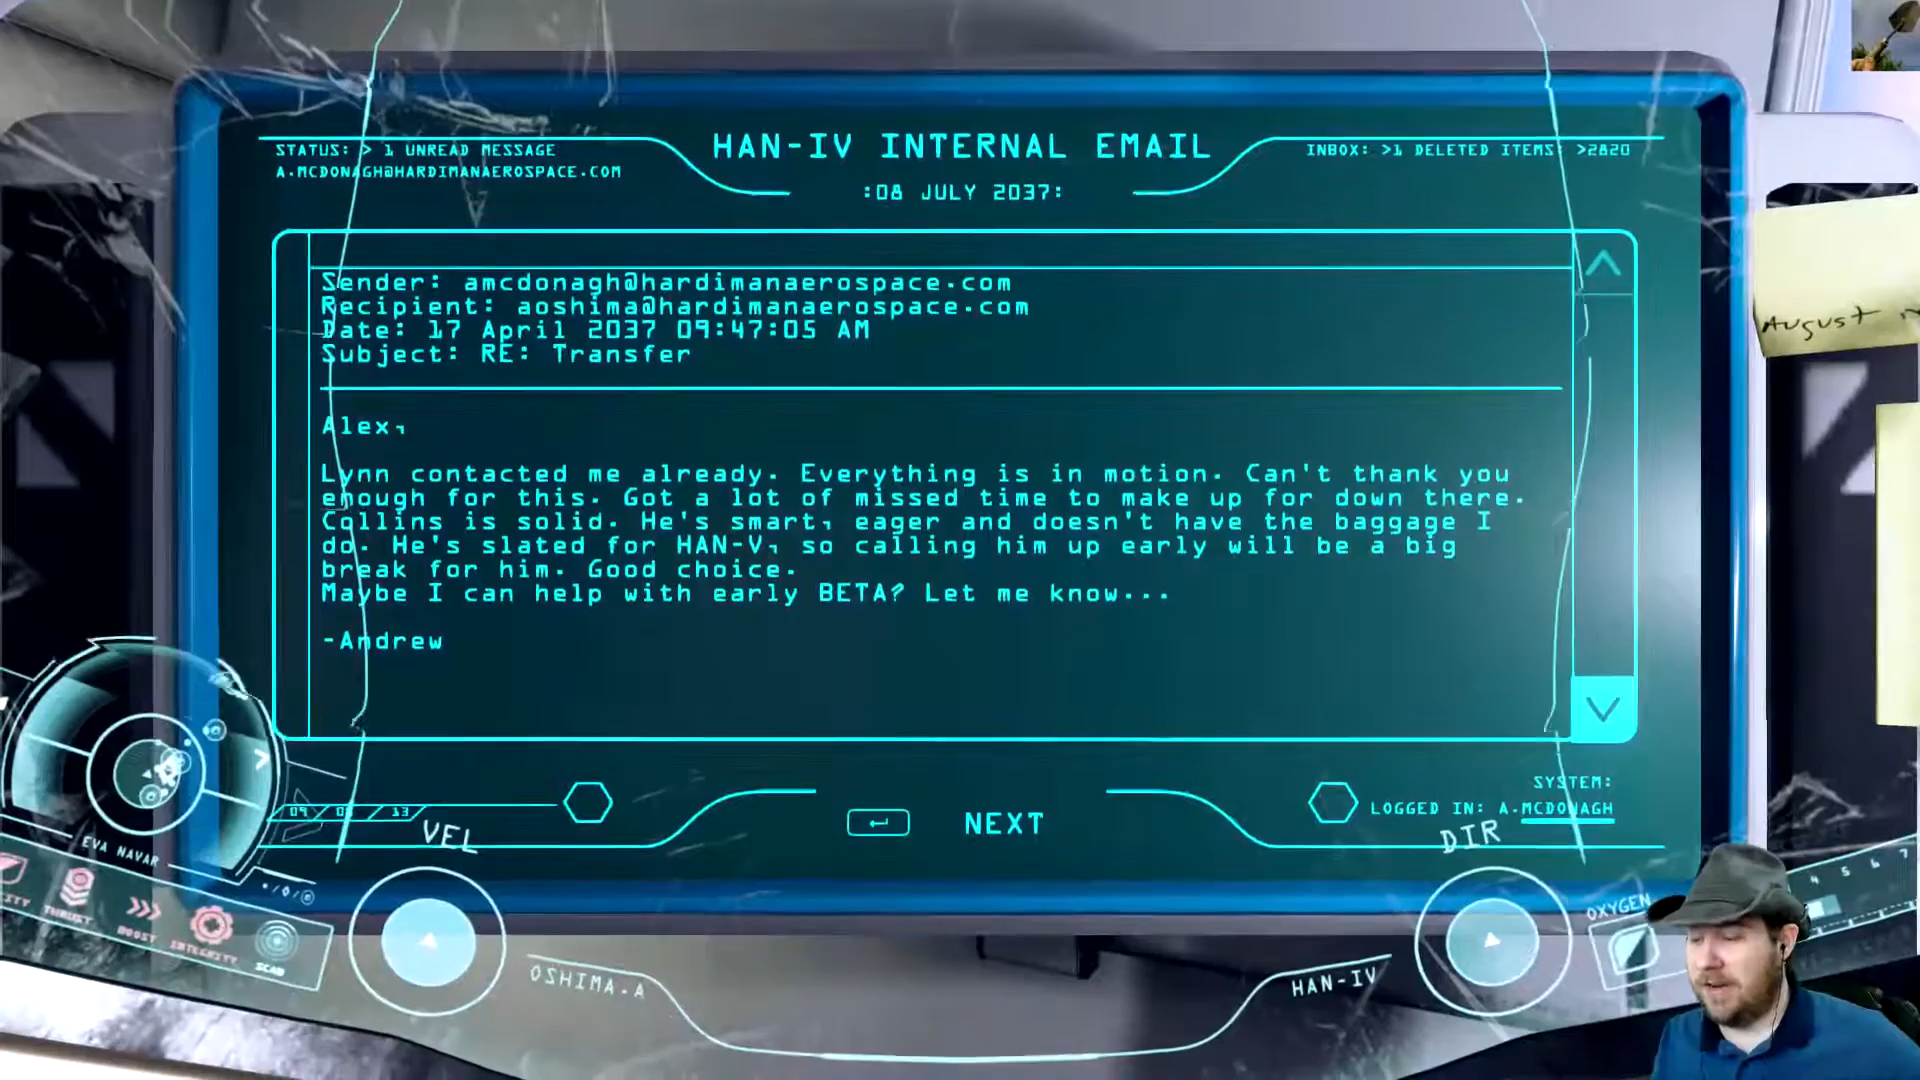 STATUS: > 1 UNREAD MESSAGE
A.MCDONAGH@HARDIMANAEROSPACE.COM
HAN-IV INTERNAL EMAIL
:08 JULY 2037:
INBOX: >1 DELETED ITEMS: >2820
Sender: amcdonagh@hardimanaerospace.com
Recipient: aoshima@hardimanaerospace.com
Date: 17 April 2037 09:47:05 AM
Subject: RE: Transfer
Alex,
Lynn contacted me already. Everything is in motion. Can't thank you
enough for this. Got a lot of missed time to make up for down there.
Collins is solid. He's smart, eager and doesn't have the baggage I
do. He's slated for HAN-V, so calling him up early will be a big
break for him. Good choice.
Maybe I can help with early BETA? Let me know...
-Andrew
August
SYSTEM:
LOGGED IN: A.MCDONAGH
NEXT
VEL
DIR
EVA NAVAR
THRUST
BOOST
INTEGRITY
SCAN
OSHIMA.A
HAN-IV
OXYGEN
4 5 6 7